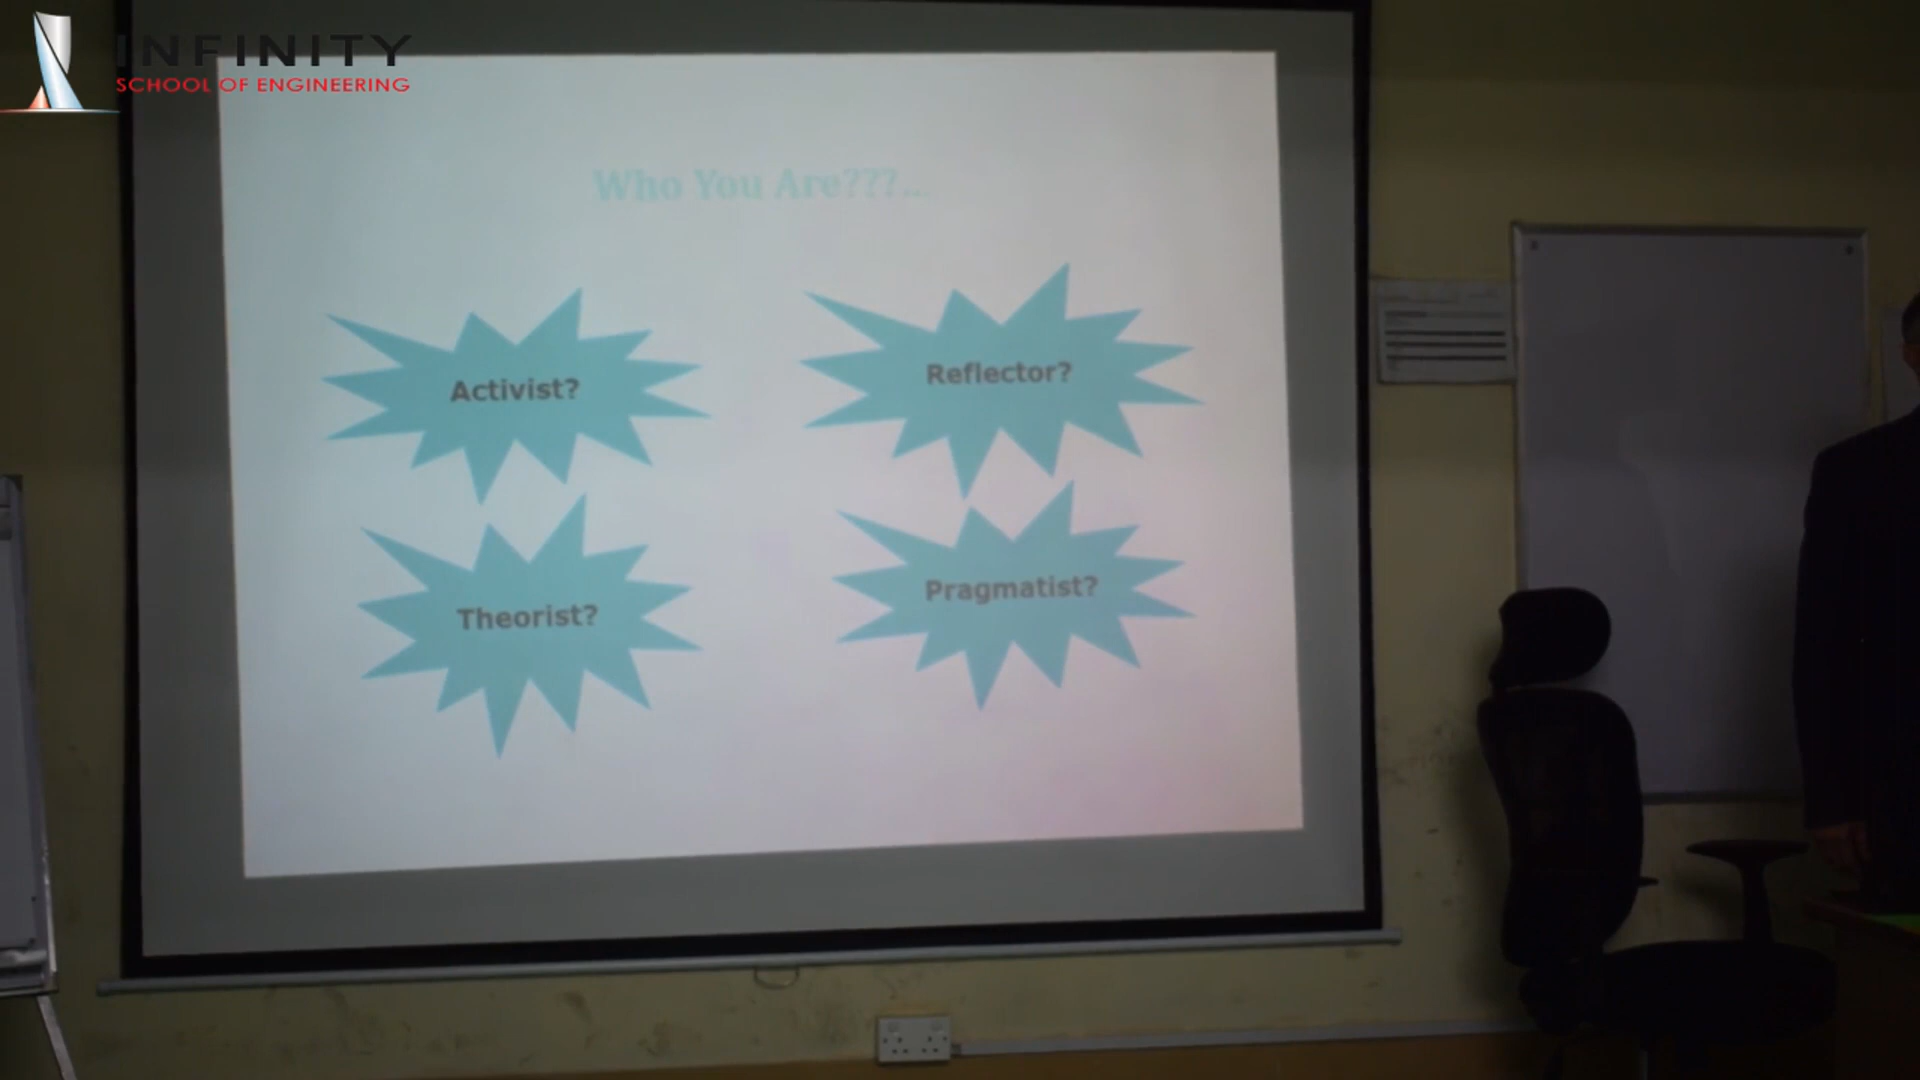 INFINITY
SCHOOL OF ENGINEERING
Who You Are???...
Activist?
Reflector?
Theorist?
Pragmatist?